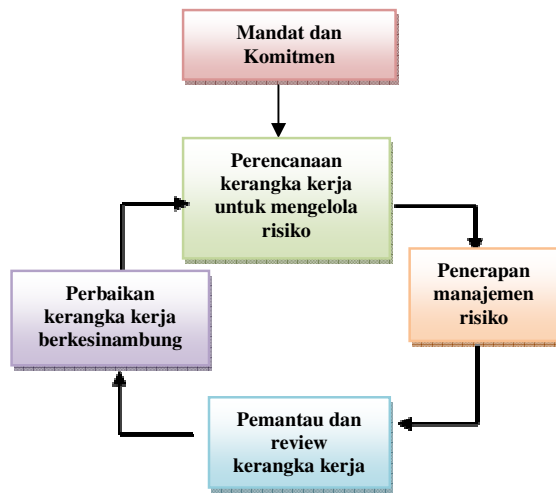 Mandat dan
Komitmen
Perencanaan
kerangka kerja
untuk mengelola
risiko
Penerapan
manajemen
risiko
Pemantau dan
review
kerangka kerja
Perbaikan
kerangka kerja
berkesinambung